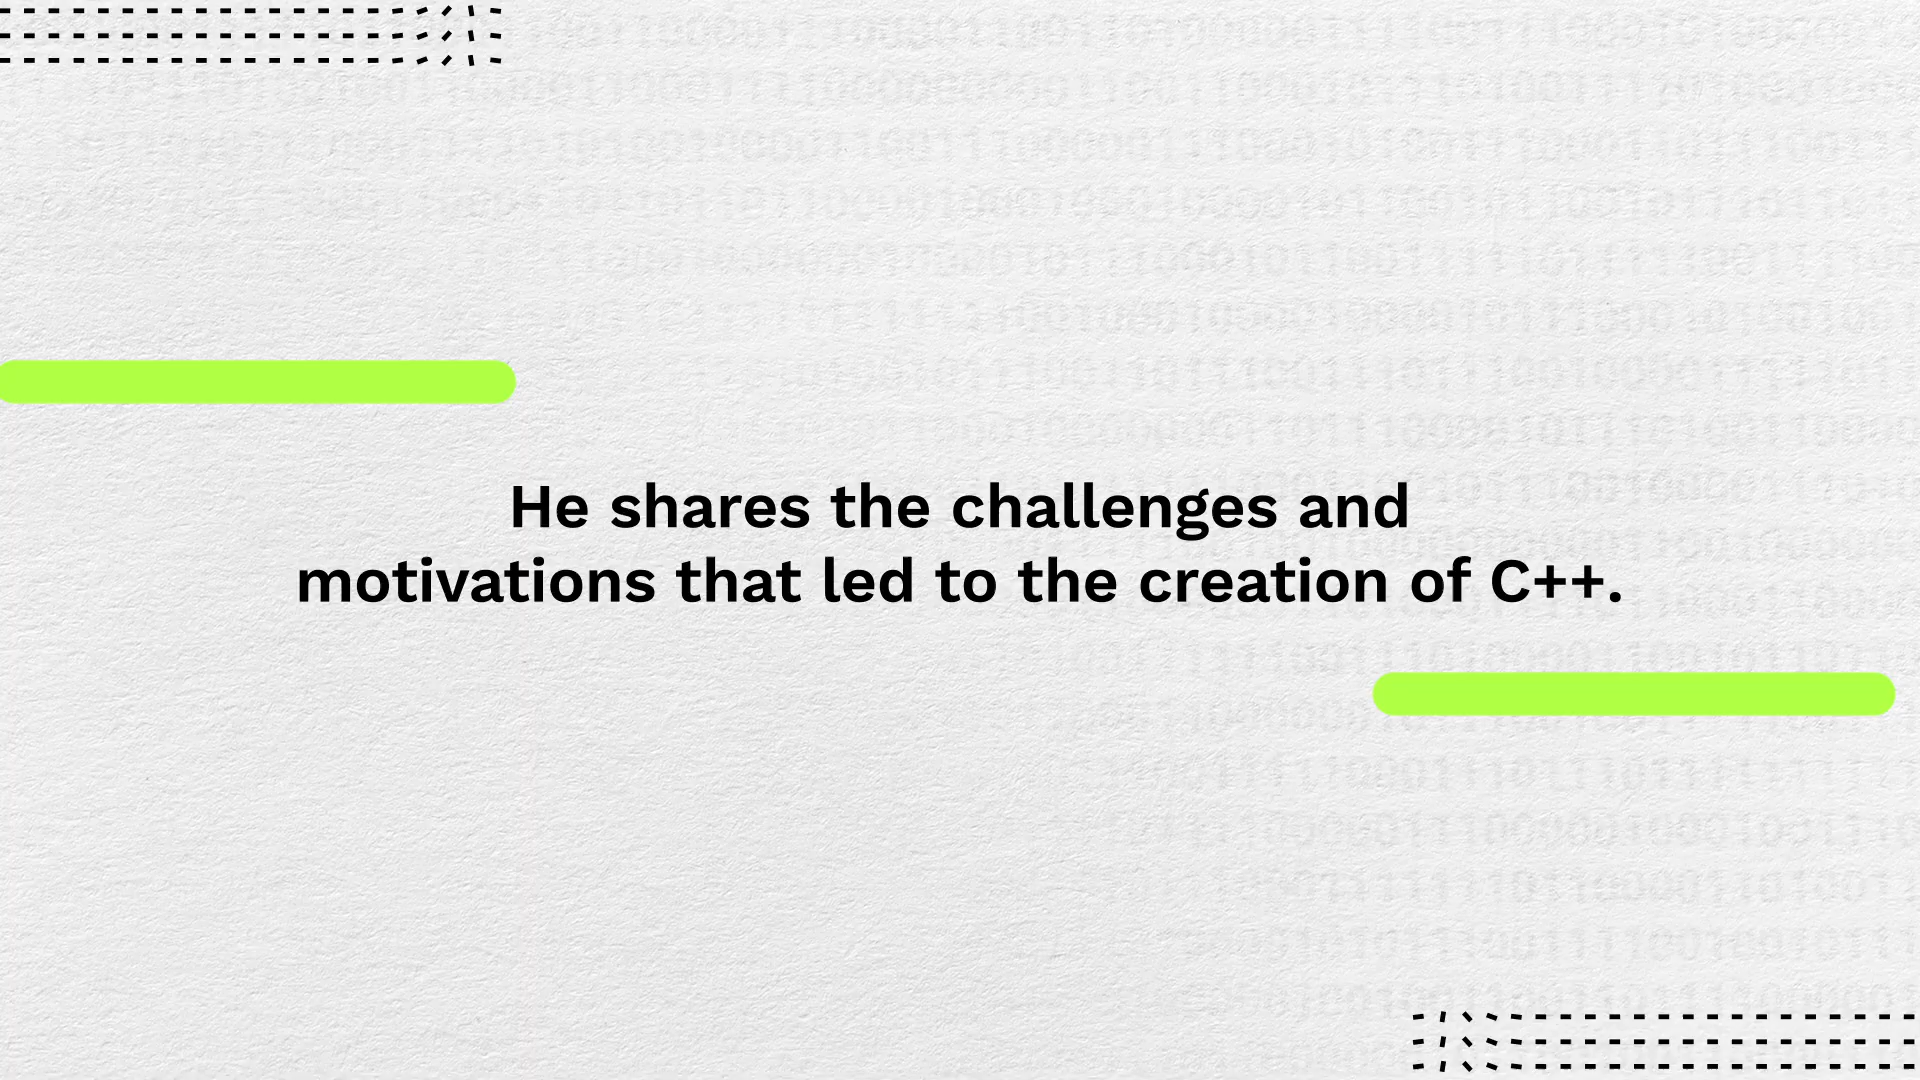 He shares the challenges and
motivations that led to the creation of C++.